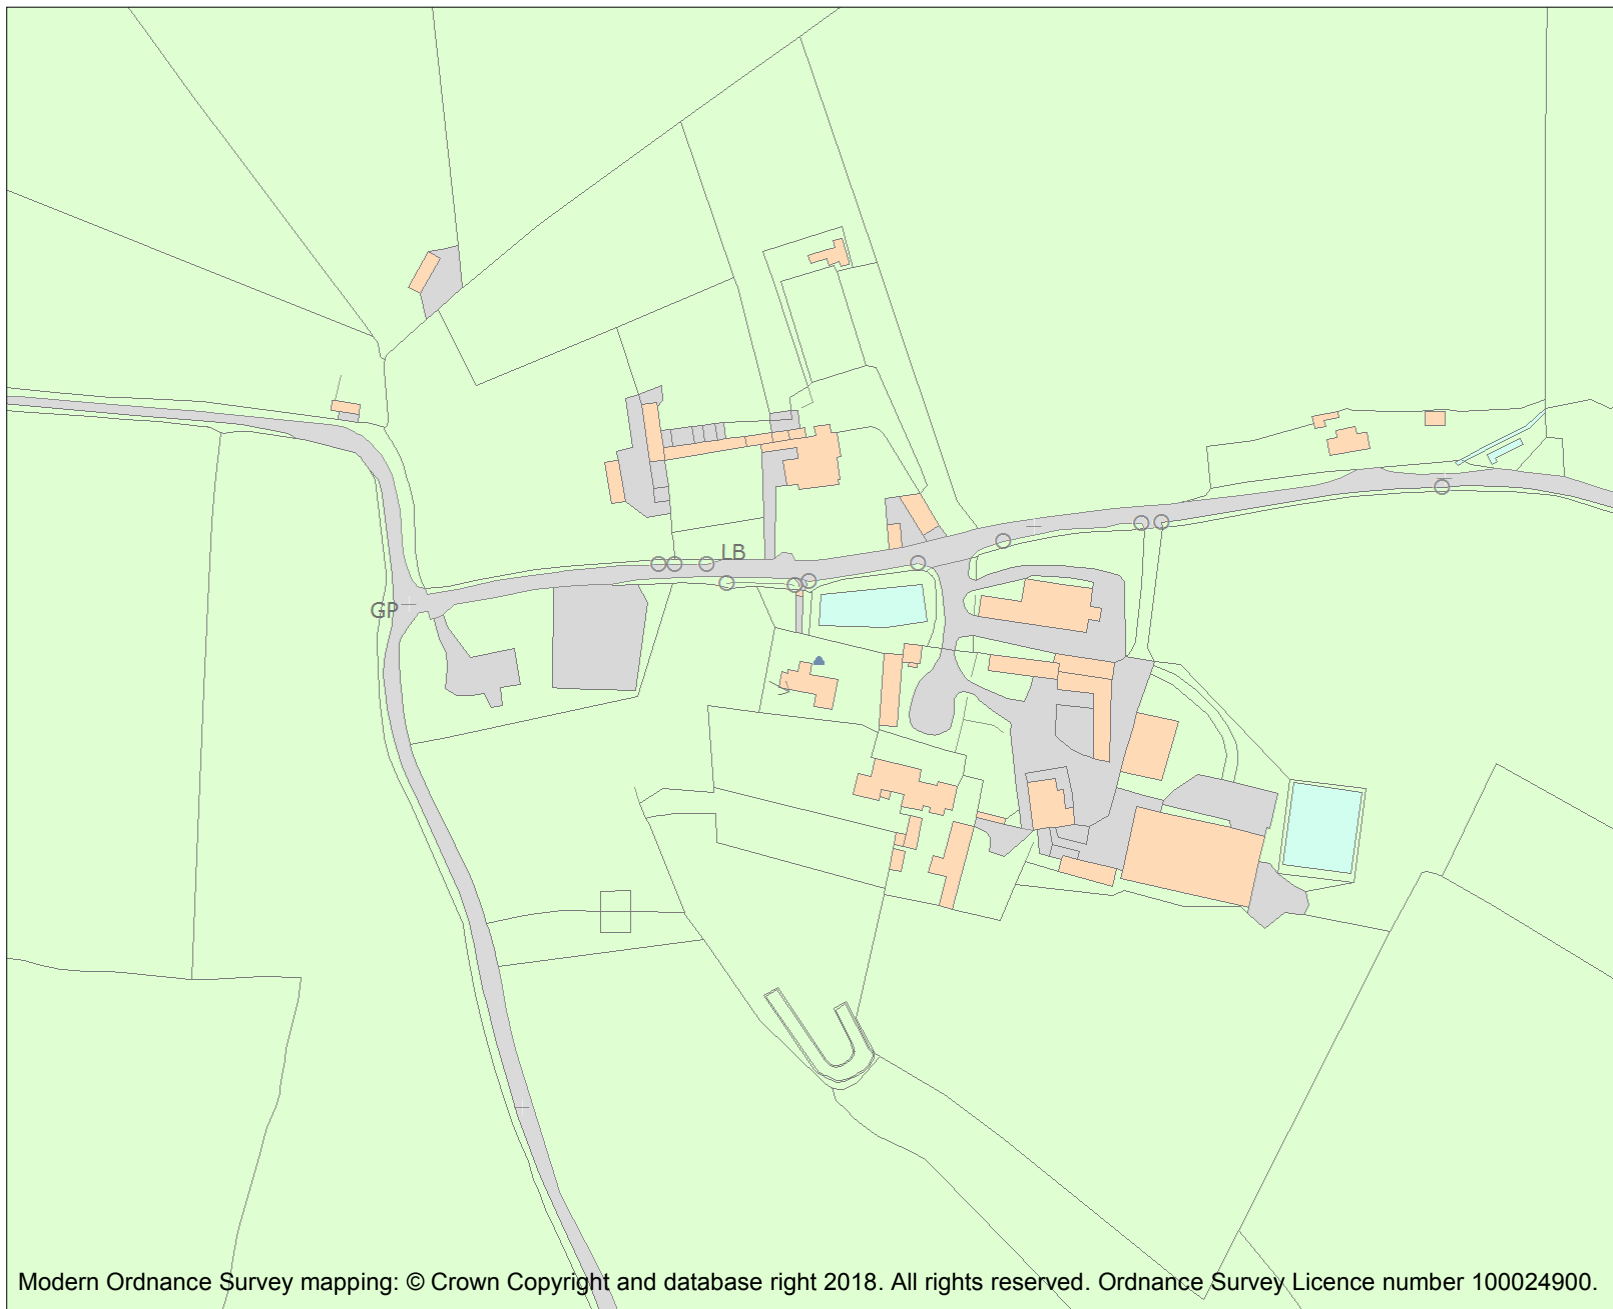 LB
GP
Modern Ordnance Survey mapping: © Crown Copyright and database right 2018. All rights reserved. Ordnance Survey Licence number 100024900.